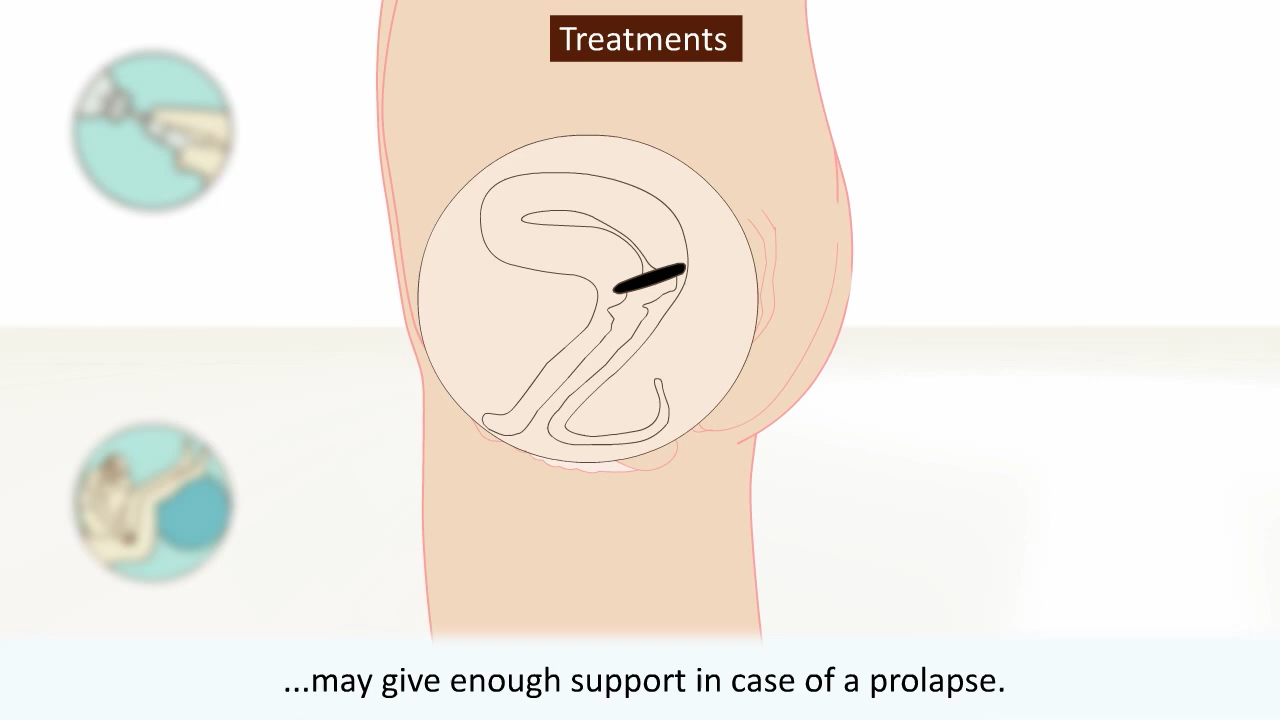 Treatments
...may give enough support in case of a prolapse.